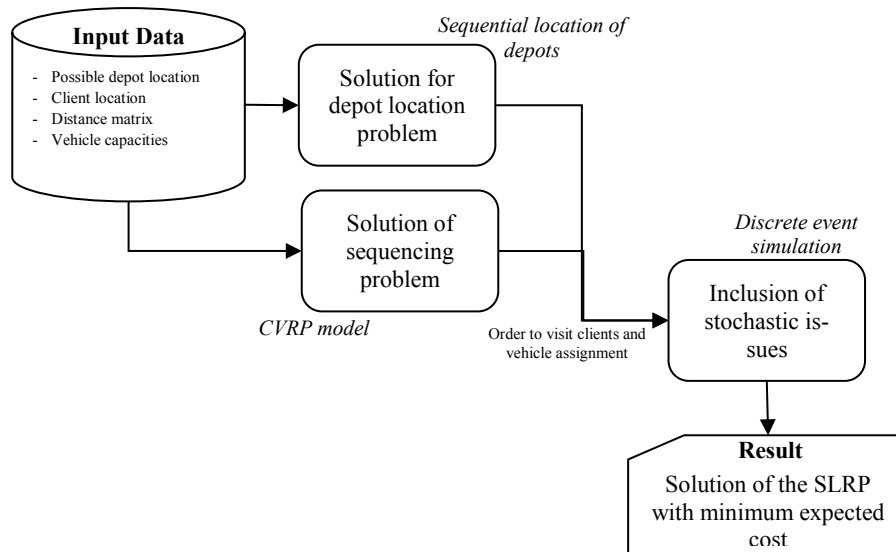 Input Data
- Possible depot location
- Client location
- Distance matrix
- Vehicle capacities
Sequential location of
depots
Solution for
depot location
problem
Solution of
sequencing
problem
CVRP model
Discrete event
simulation
Inclusion of
stochastic is-
sues
Order to visit clients and
vehicle assignment
Result
Solution of the SLRP
with minimum expected
cost